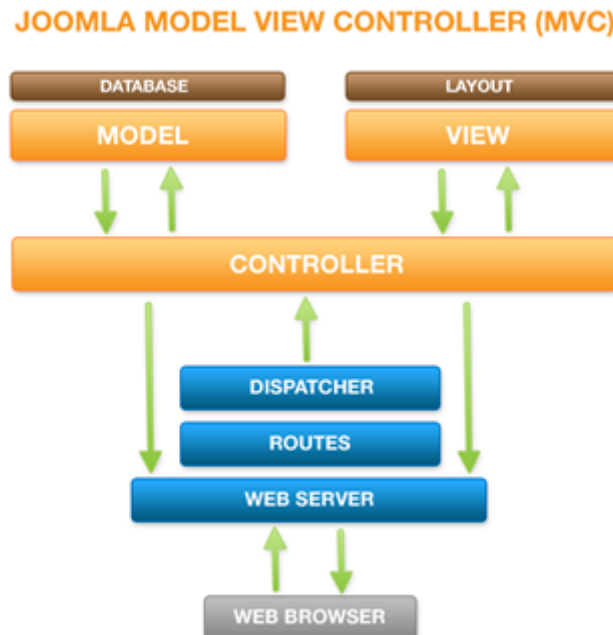 JOOMLA MODEL VIEW CONTROLLER (MVC)
DATABASE
MODEL
LAYOUT
VIEW
CONTROLLER
DISPATCHER
ROUTES
WEB SERVER
WEB BROWSER